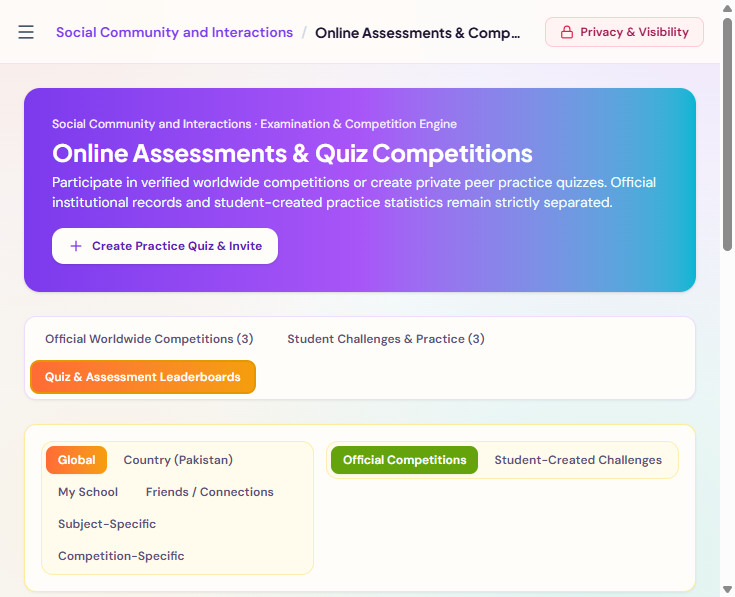 Social Community and Interactions / Online Assessments & Comp...
Privacy & Visibility
Social Community and Interactions · Examination & Competition Engine
Online Assessments & Quiz Competitions
Participate in verified worldwide competitions or create private peer practice quizzes. Official
institutional records and student-created practice statistics remain strictly separated.
Create Practice Quiz & Invite
Official Worldwide Competitions (3)
Student Challenges & Practice (3)
Quiz & Assessment Leaderboards
Global
Country (Pakistan)
My School
Friends / Connections
Subject-Specific
Competition-Specific
Official Competitions
Student-Created Challenges